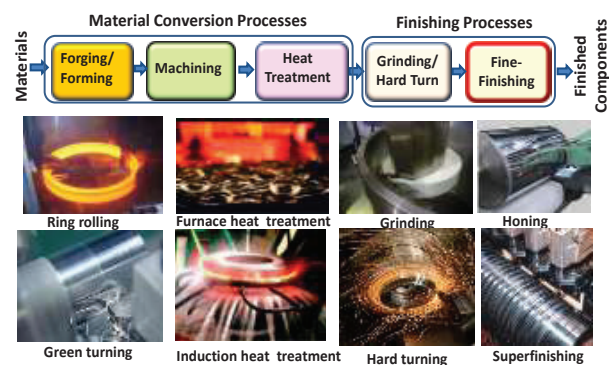 Material Conversion Processes
Finishing Processes
Materials
Forging/
Forming
Machining
Heat
Treatment
Grinding/
Hard Turn
Fine-
Finishing
Finished
Components
Ring rolling
Furnace heat treatment
Grinding
Honing
Green turning
Induction heat treatment
Hard turning
Superfinishing